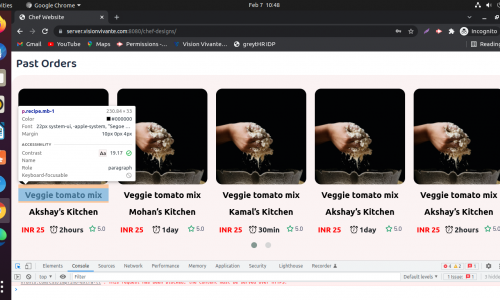 Google Chrome
Feb 7 10:48
Chef Website
server.visionvivante.com:8080/chef-designs/
Incognito
Gmail
YouTube
Maps
Permissions -...
Vision Vivante...
greytHR IDP
Reading
Past Orders
p.recipe.mb-1
230.84 × 33
Color
#000000
Font
22px system-ui, -apple-system, "Segoe ...
Margin
16px 0px 4px
ACCESSIBILITY
Contrast
Aa 19.17
Name
Role
paragraph
Keyboard-focusable
Veggie tomato mix
Veggie tomato mix
Veggie tomato mix
Veggie tomato mix
Veggie tomato mix
Akshay's Kitchen
Mohan's Kitchen
Kamal's Kitchen
Akshay's Kitchen
Akshay's Kitchen
INR 25 2hours 5.0
INR 25 1day 5.0
INR 25 30min 5.0
INR 25 1day 5.0
INR 25 2hours 5.0
Elements
Console
Sources
Network
Performance
Memory
Application
Security
Lighthouse
Recorder
top
Filter
Default levels
1 Issue: